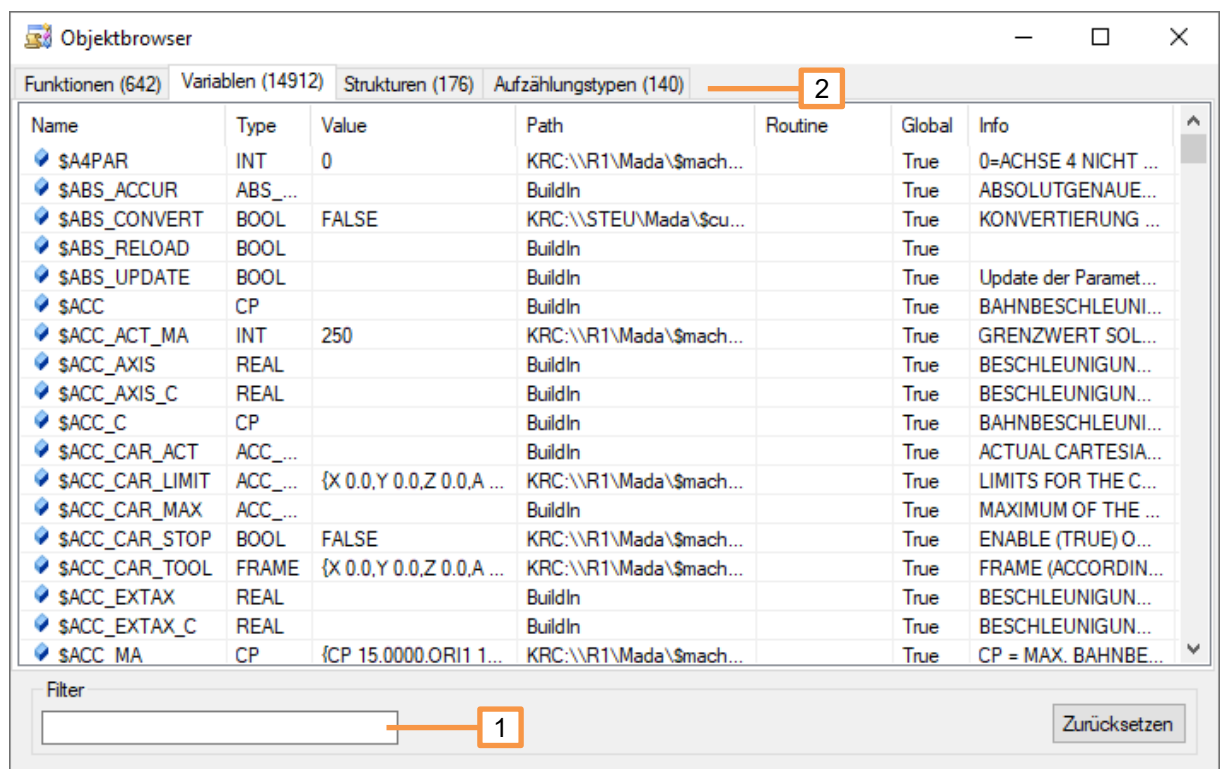 Objektbrowser
Funktionen (642) Variablen (14912) Strukturen (176) Aufzählungstypen (140) 2
Name Type Value Path Routine Global Info
$A4PAR INT 0 KRC:\\R1\Mada\$mach... True 0=ACHSE 4 NICHT ...
$ABS_ACCUR ABS_... BuildIn True ABSOLUTGENAUE...
$ABS_CONVERT BOOL FALSE KRC:\\STEU\Mada\$cu... True KONVERTIERUNG ...
$ABS_RELOAD BOOL BuildIn True
$ABS_UPDATE BOOL BuildIn True Update der Paramet...
$ACC CP BuildIn True BAHNBESCHLEUNI...
$ACC_ACT_MA INT 250 KRC:\\R1\Mada\$mach... True GRENZWERT SOL...
$ACC_AXIS REAL BuildIn True BESCHLEUNIGUN...
$ACC_AXIS_C REAL BuildIn True BESCHLEUNIGUN...
$ACC_C CP BuildIn True BAHNBESCHLEUNI...
$ACC_CAR_ACT ACC_... BuildIn True ACTUAL CARTESIA...
$ACC_CAR_LIMIT ACC_... {X 0.0,Y 0.0,Z 0.0,A ... KRC:\\R1\Mada\$mach... True LIMITS FOR THE C...
$ACC_CAR_MAX ACC_... BuildIn True MAXIMUM OF THE ...
$ACC_CAR_STOP BOOL FALSE KRC:\\R1\Mada\$mach... True ENABLE (TRUE) O...
$ACC_CAR_TOOL FRAME {X 0.0,Y 0.0,Z 0.0,A ... KRC:\\R1\Mada\$mach... True FRAME (ACCORDIN...
$ACC_EXTAX REAL BuildIn True BESCHLEUNIGUN...
$ACC_EXTAX_C REAL BuildIn True BESCHLEUNIGUN...
$ACC_MA CP {CP 15.0000,ORI1 1... KRC:\\R1\Mada\$mach... True CP = MAX. BAHNBE...
Filter
1 Zurücksetzen